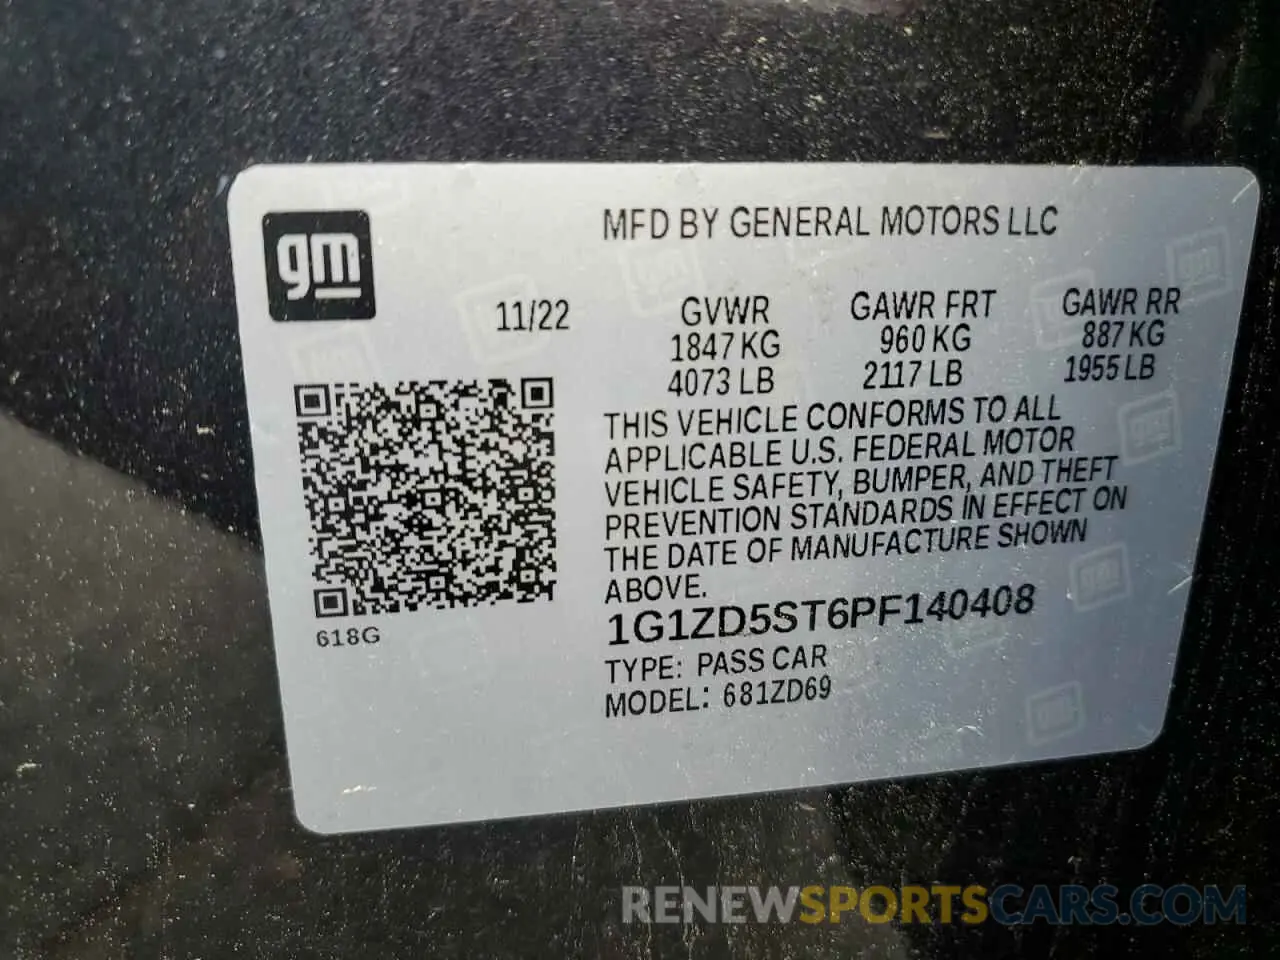 gm
MFD BY GENERAL MOTORS LLC
11/22
GVWR GAWR FRT GAWR RR
1847 KG 960 KG 887 KG
4073 LB 2117 LB 1955 LB
THIS VEHICLE CONFORMS TO ALL
APPLICABLE U.S. FEDERAL MOTOR
VEHICLE SAFETY, BUMPER, AND THEFT
PREVENTION STANDARDS IN EFFECT ON
THE DATE OF MANUFACTURE SHOWN
ABOVE.
1G1ZD5ST6PF140408
618G
TYPE: PASS CAR
MODEL: 681ZD69
RENEWSPORTSCARS.COM